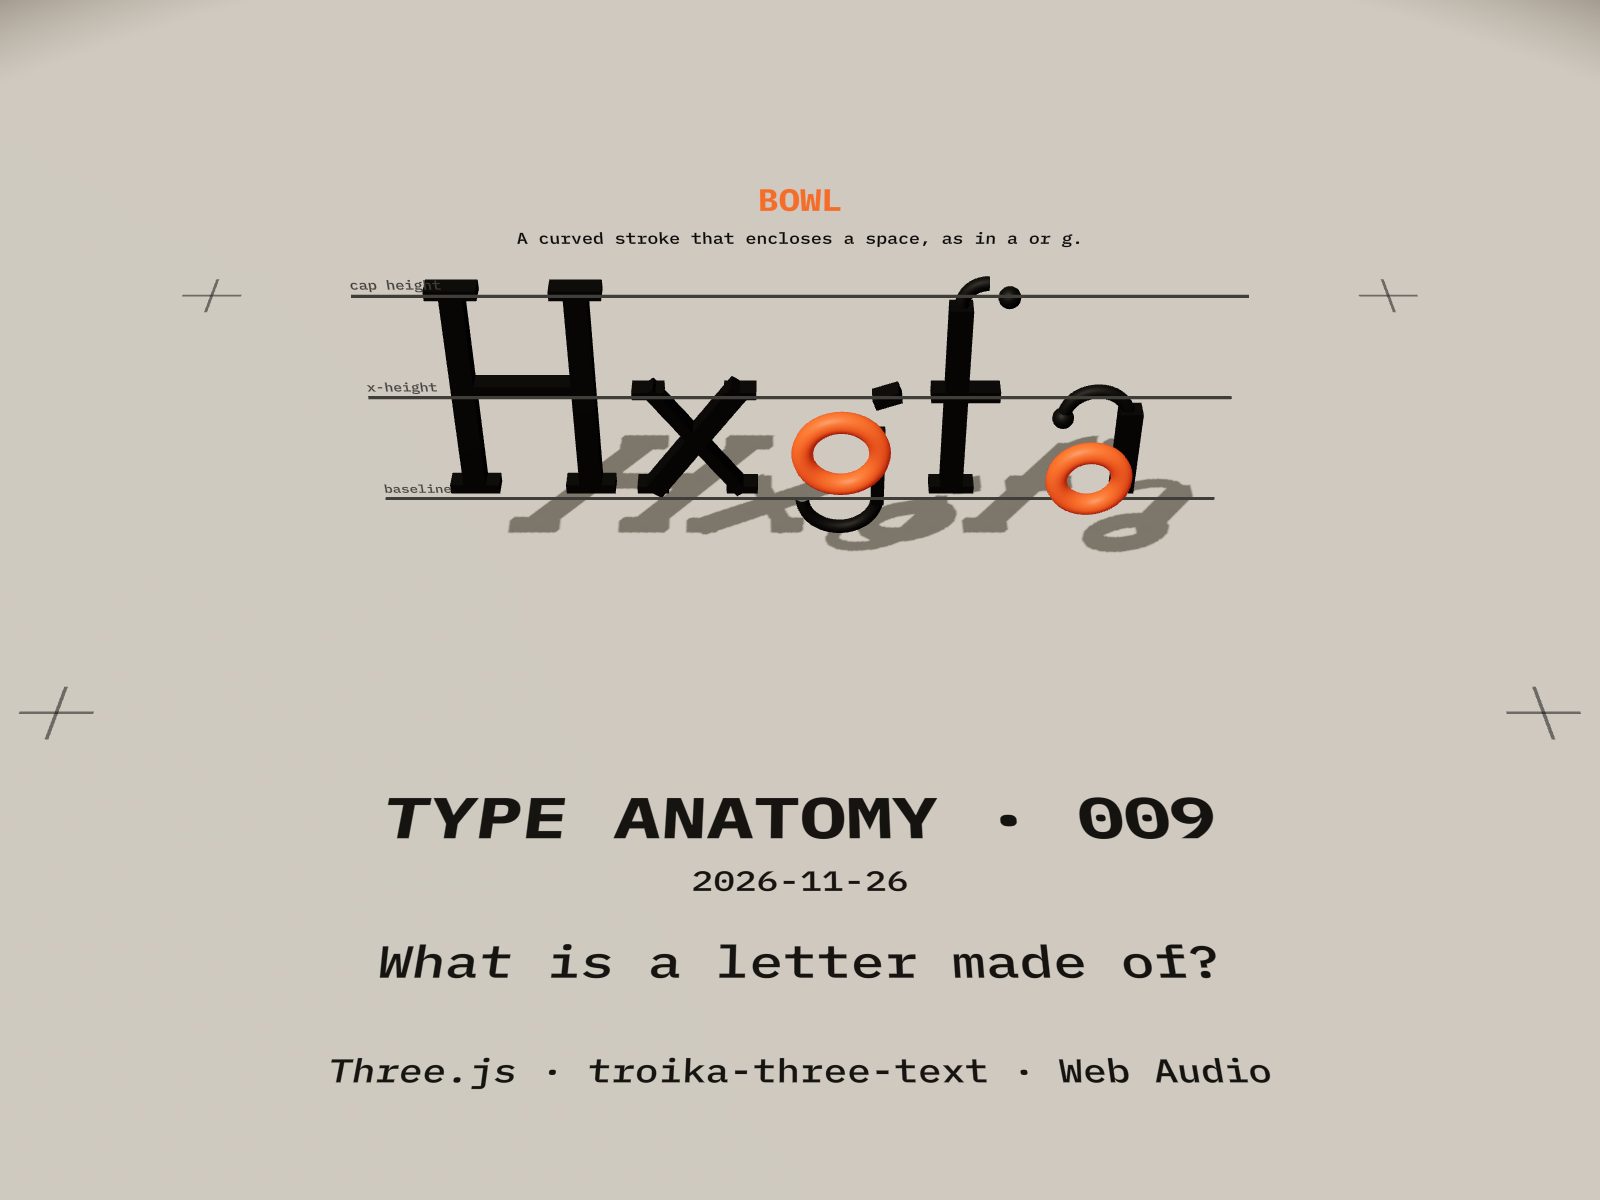 BOWL
A curved stroke that encloses a space, as in a or g.
cap height
Hxgfa
x-height
baseline
TYPE ANATOMY · 009
2026-11-26
What is a letter made of?
Three.js · troika-three-text · Web Audio